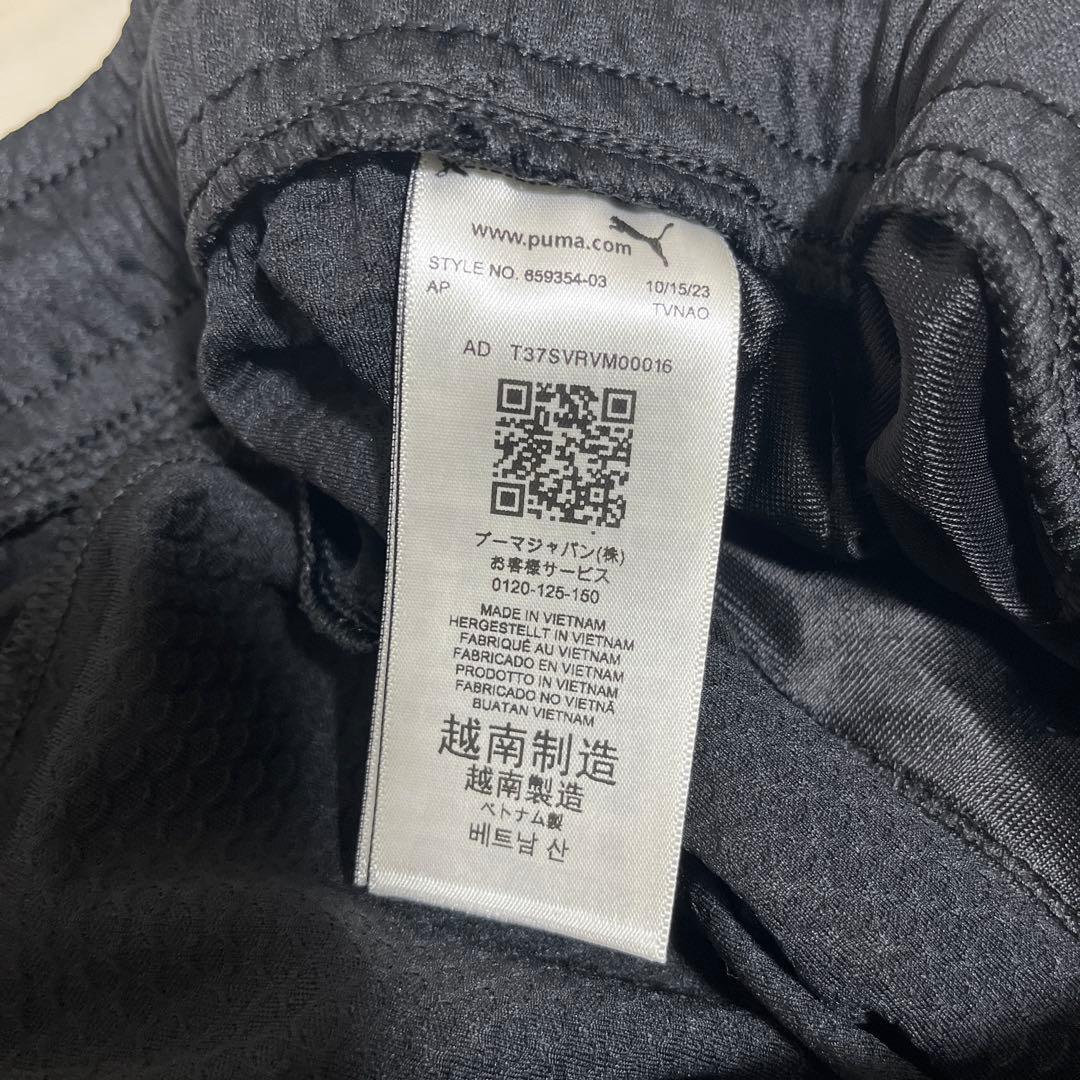 www.puma.com
STYLE NO. 659354-03 10/15/23
AP TVNAO
AD T37SVRVM00016
プーマジャパン(株)
お客様サービス
0120-125-150
MADE IN VIETNAM
HERGESTELLT IN VIETNAM
FABRIQUÉ AU VIETNAM
FABRICADO EN VIETNAM
PRODOTTO IN VIETNAM
FABRICADO NO VIETNÃ
BUATAN VIETNAM
越南制造
越南製造
ベトナム製
베트남 산